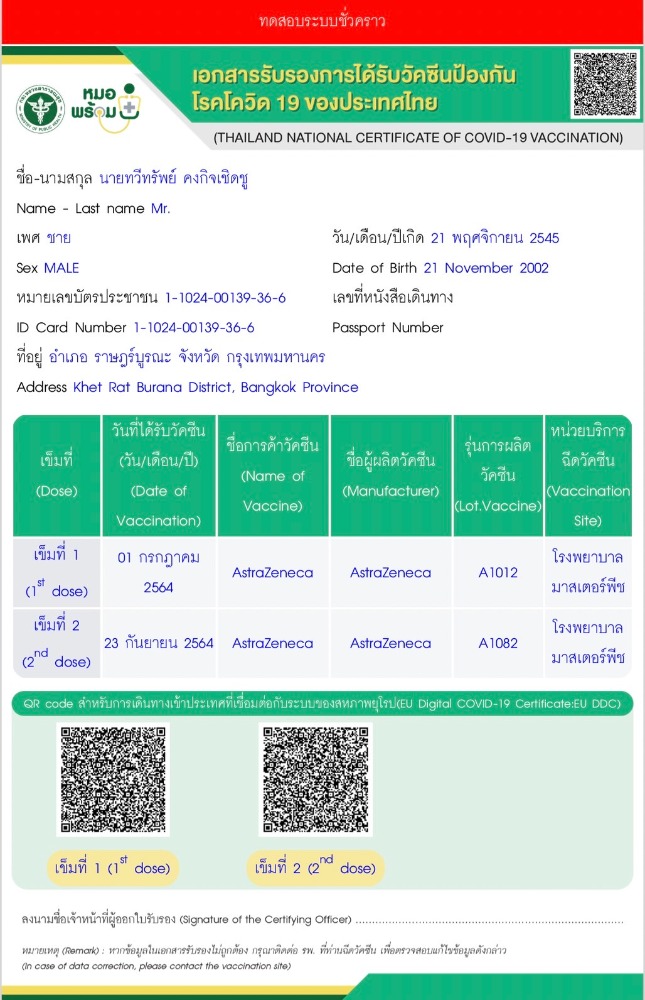 ทดสอบระบบชั่วคราว
หมอพร้อม
เอกสารรับรองการได้รับวัคซีนป้องกัน
โรคโควิด 19 ของประเทศไทย
(THAILAND NATIONAL CERTIFICATE OF COVID-19 VACCINATION)
ชื่อ-นามสกุล นายทวีทรัพย์ คงกิจเชิดชู
Name - Last name Mr.
เพศ ชาย วัน/เดือน/ปีเกิด 21 พฤศจิกายน 2545
Sex MALE Date of Birth 21 November 2002
หมายเลขบัตรประชาชน 1-1024-00139-36-6 เลขที่หนังสือเดินทาง
ID Card Number 1-1024-00139-36-6 Passport Number
ที่อยู่ อำเภอ ราษฎร์บูรณะ จังหวัด กรุงเทพมหานคร
Address Khet Rat Burana District, Bangkok Province
เข็มที่
(Dose)
วันที่ได้รับวัคซีน
(วัน/เดือน/ปี)
(Date of
Vaccination)
ชื่อการค้าวัคซีน
(Name of
Vaccine)
ชื่อผู้ผลิตวัคซีน
(Manufacturer)
รุ่นการผลิต
วัคซีน
(Lot.Vaccine)
หน่วยบริการ
ฉีดวัคซีน
(Vaccination
Site)
เข็มที่ 1
(1st dose)
01 กรกฎาคม
2564
AstraZeneca
AstraZeneca
A1012
โรงพยาบาล
มาสเตอร์พีช
เข็มที่ 2
(2nd dose)
23 กันยายน 2564
AstraZeneca
AstraZeneca
A1082
โรงพยาบาล
มาสเตอร์พีช
QR code สำหรับการเดินทางเข้าประเทศที่เชื่อมต่อกับระบบของสหภาพยุโรป(EU Digital COVID-19 Certificate:EU DDC)
เข็มที่ 1 (1st dose) เข็มที่ 2 (2nd dose)
ลงนามชื่อเจ้าหน้าที่ผู้ออกใบรับรอง (Signature of the Certifying Officer) ........................................................................
หมายเหตุ (Remark) : หากข้อมูลในเอกสารรับรองไม่ถูกต้อง กรุณาติดต่อ รพ. ที่ท่านฉีดวัคซีน เพื่อตรวจสอบแก้ไขข้อมูลดังกล่าว
(In case of data correction, please contact the vaccination site)